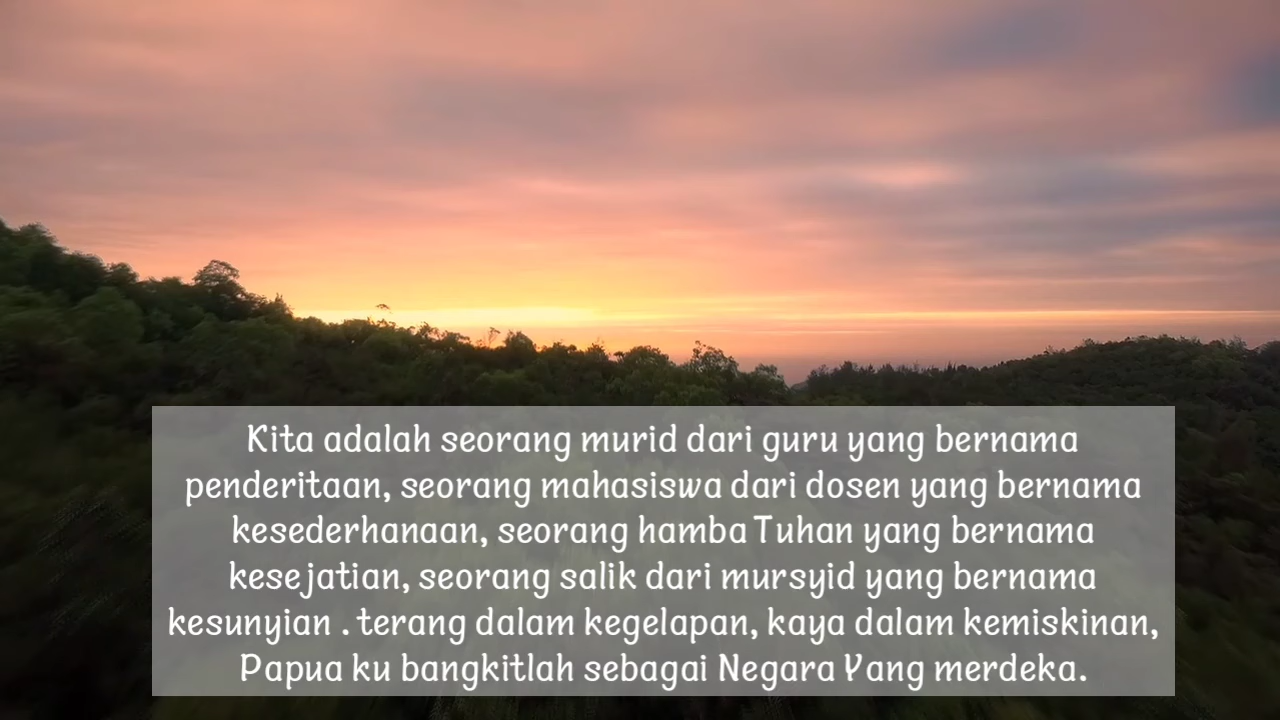 Kita adalah seorang murid dari guru yang bernama
penderitaan, seorang mahasiswa dari dosen yang bernama
kesederhanaan, seorang hamba Tuhan yang bernama
kesejatian, seorang salik dari mursyid yang bernama
kesunyian . terang dalam kegelapan, kaya dalam kemiskinan,
Papua ku bangkitlah sebagai Negara Yang merdeka.